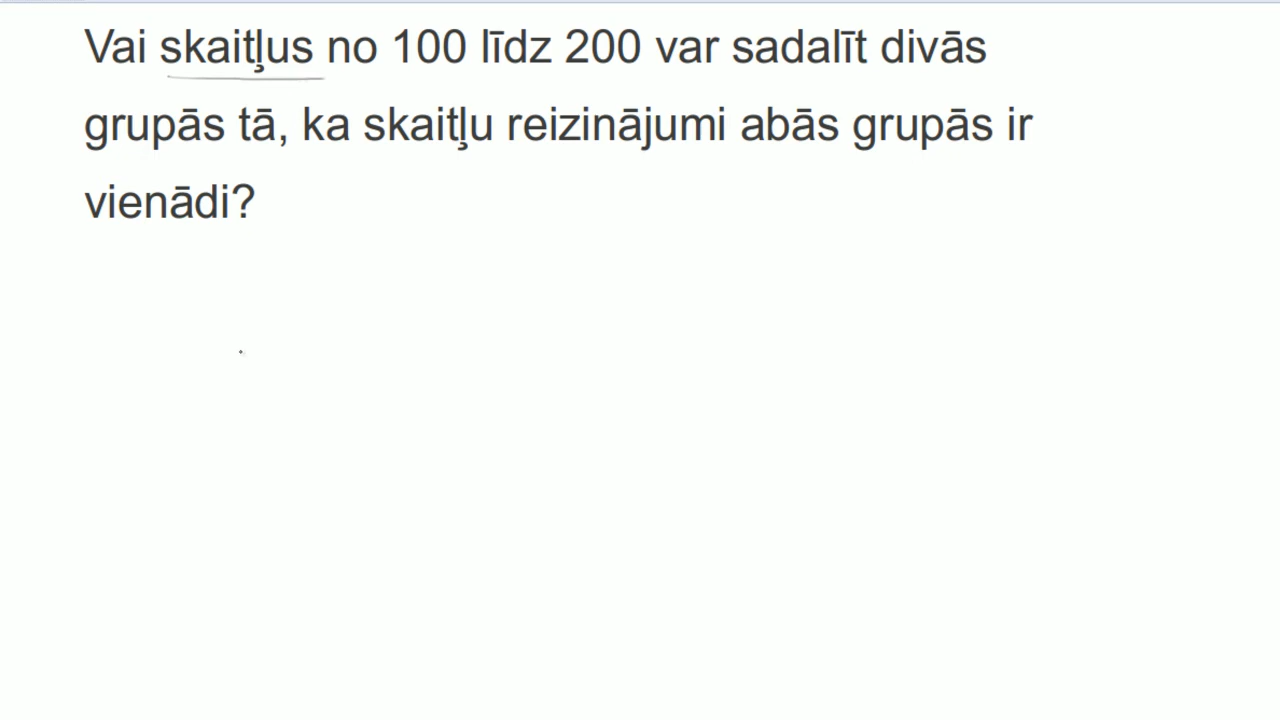 Vai skaitļus no 100 līdz 200 var sadalīt divās
grupās tā, ka skaitļu reizinājumi abās grupās ir
vienādi?